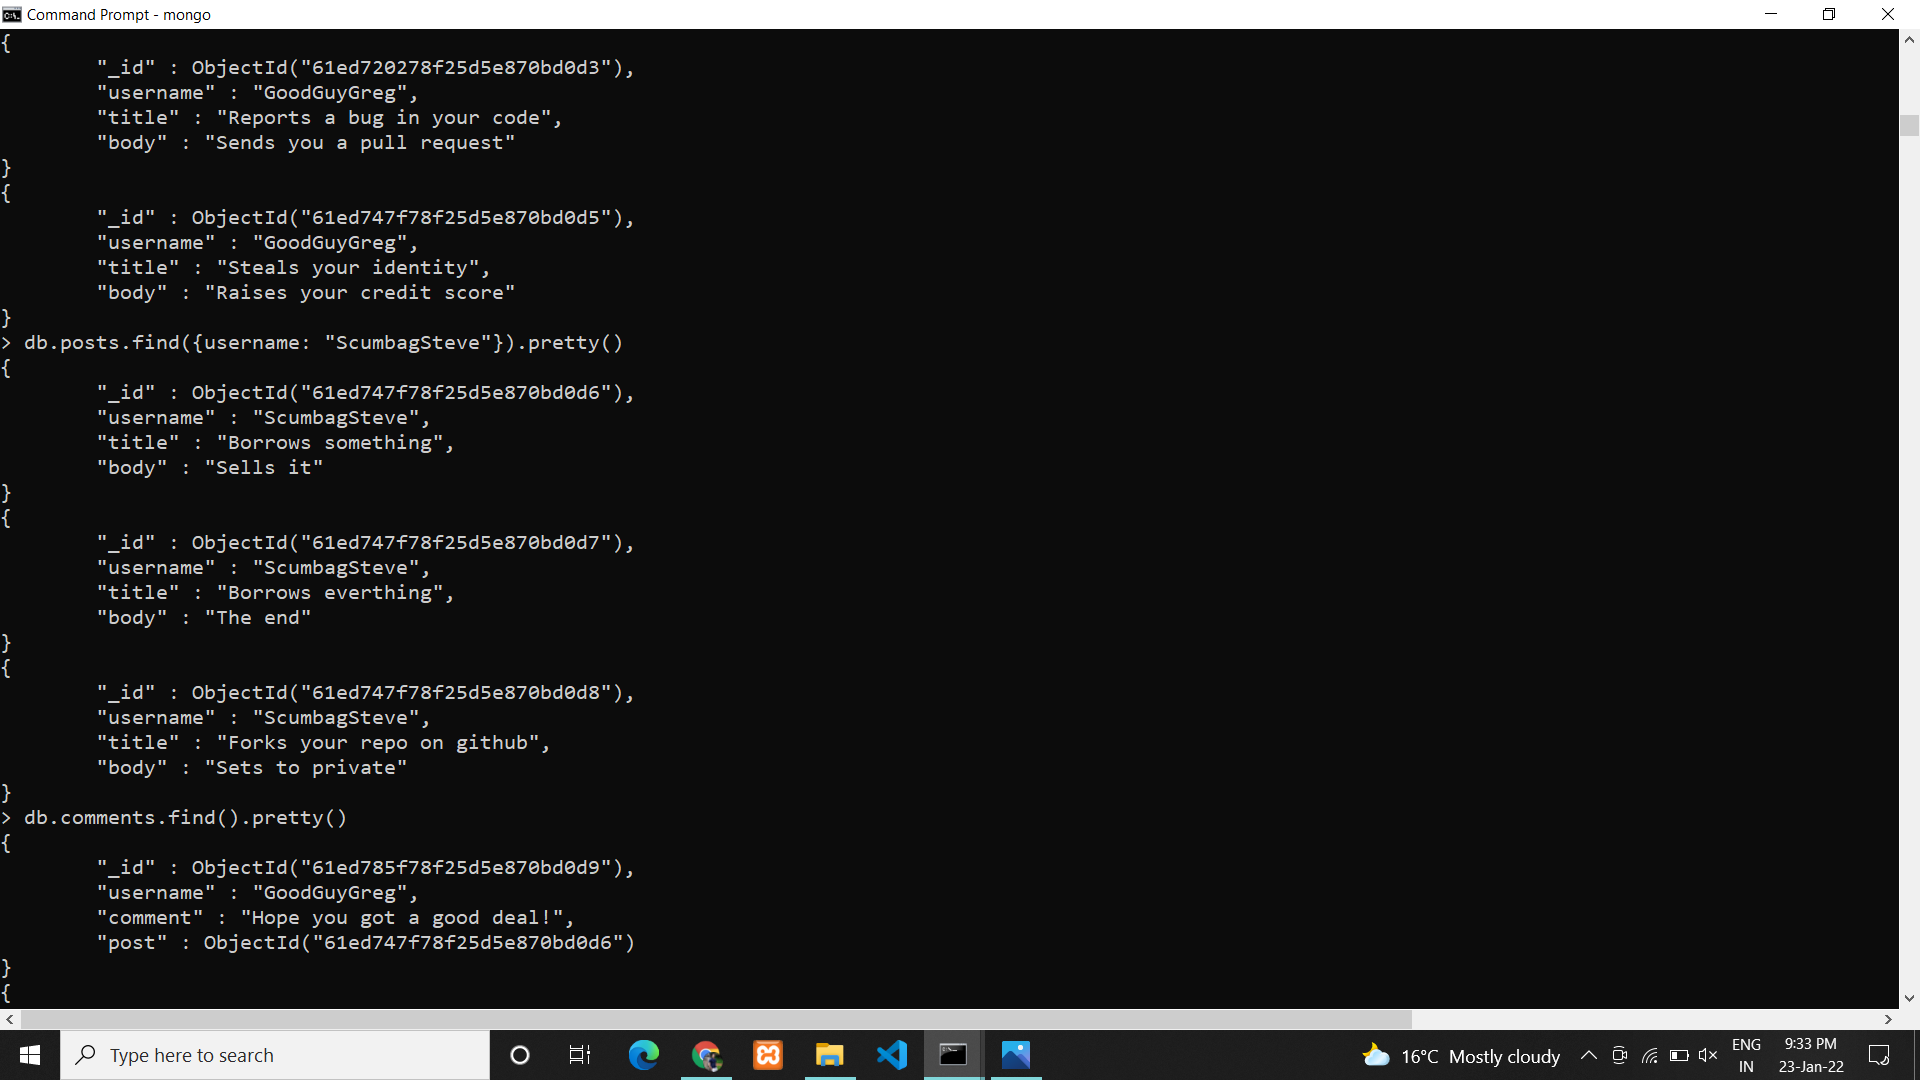 Command Prompt - mongo
{
"_id" : ObjectId("61ed720278f25d5e870bd0d3"),
"username" : "GoodGuyGreg",
"title" : "Reports a bug in your code",
"body" : "Sends you a pull request"
}
{
"_id" : ObjectId("61ed747f78f25d5e870bd0d5"),
"username" : "GoodGuyGreg",
"title" : "Steals your identity",
"body" : "Raises your credit score"
}
> db.posts.find({username: "ScumbagSteve"}).pretty()
{
"_id" : ObjectId("61ed747f78f25d5e870bd0d6"),
"username" : "ScumbagSteve",
"title" : "Borrows something",
"body" : "Sells it"
}
{
"_id" : ObjectId("61ed747f78f25d5e870bd0d7"),
"username" : "ScumbagSteve",
"title" : "Borrows everthing",
"body" : "The end"
}
{
"_id" : ObjectId("61ed747f78f25d5e870bd0d8"),
"username" : "ScumbagSteve",
"title" : "Forks your repo on github",
"body" : "Sets to private"
}
> db.comments.find().pretty()
{
"_id" : ObjectId("61ed785f78f25d5e870bd0d9"),
"username" : "GoodGuyGreg",
"comment" : "Hope you got a good deal!",
"post" : ObjectId("61ed747f78f25d5e870bd0d6")
}
{
Type here to search
16°C Mostly cloudy
ENG
IN
9:33 PM
23-Jan-22